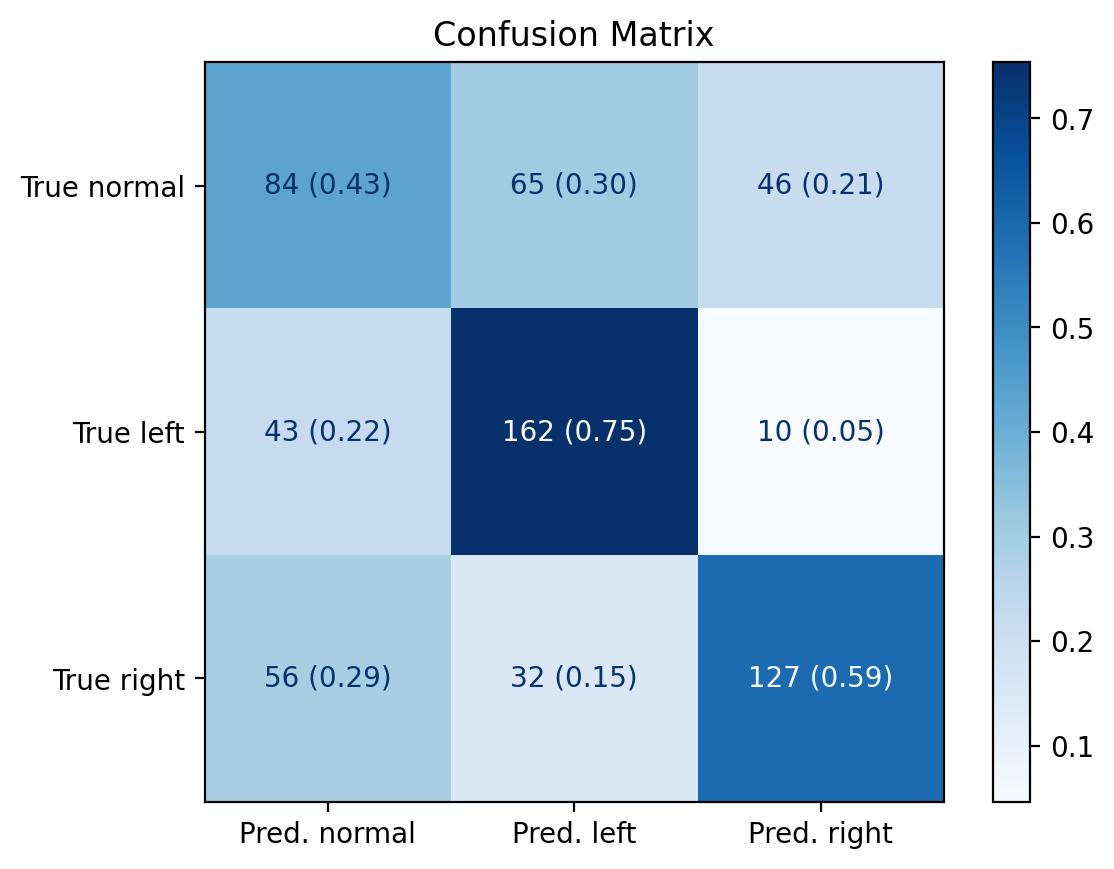 Confusion Matrix
True normal
84 (0.43)
65 (0.30)
46 (0.21)
True left
43 (0.22)
162 (0.75)
10 (0.05)
True right
56 (0.29)
32 (0.15)
127 (0.59)
Pred. normal
Pred. left
Pred. right
0.7
0.6
0.5
0.4
0.3
0.2
0.1